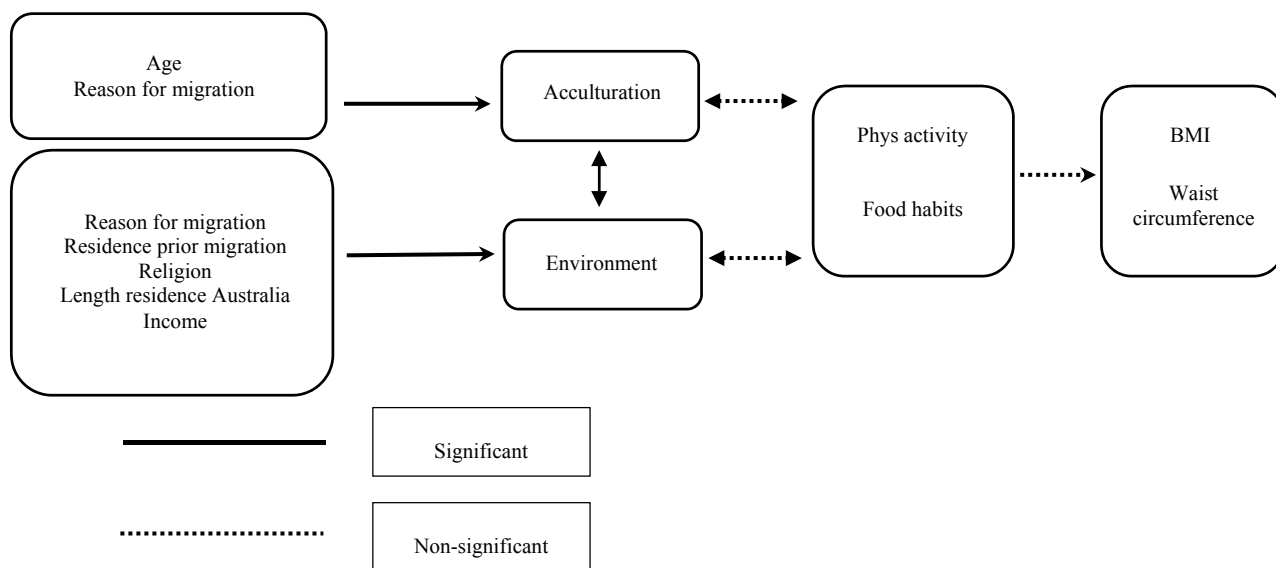 Age
Reason for migration
Reason for migration
Residence prior migration
Religion
Length residence Australia
Income
Acculturation
Environment
Phys activity
Food habits
BMI
Waist
circumference
Significant
Non-significant